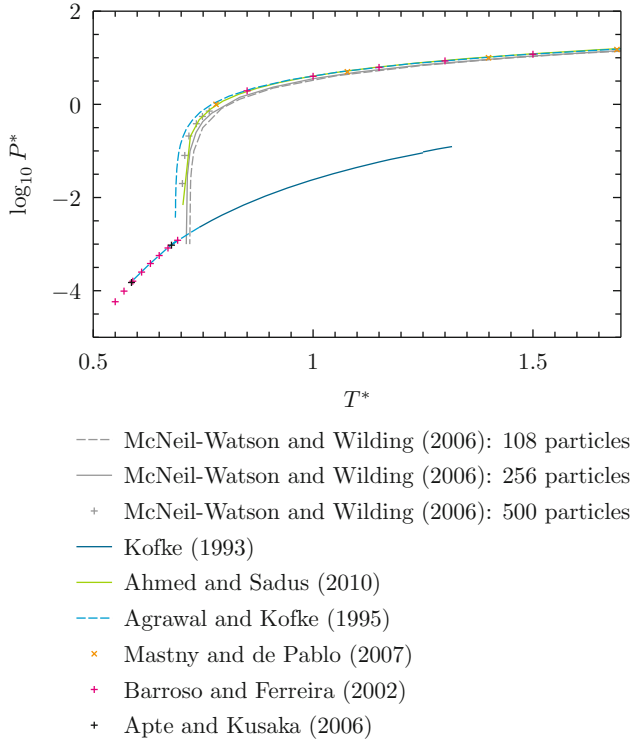 2
0
−2
−4
log₁₀ P*
0.5 1 1.5
T*
McNeil-Watson and Wilding (2006): 108 particles
McNeil-Watson and Wilding (2006): 256 particles
McNeil-Watson and Wilding (2006): 500 particles
Kofke (1993)
Ahmed and Sadus (2010)
Agrawal and Kofke (1995)
Mastny and de Pablo (2007)
Barroso and Ferreira (2002)
Apte and Kusaka (2006)